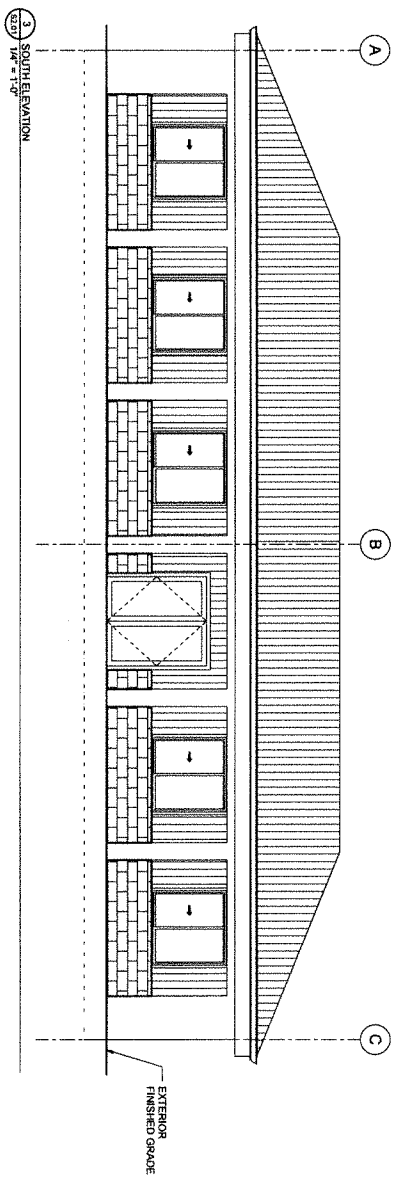 A
B
C
EXTERIOR
FINISHED GRADE
3
S2.01
SOUTH ELEVATION
1/4" = 1'-0"